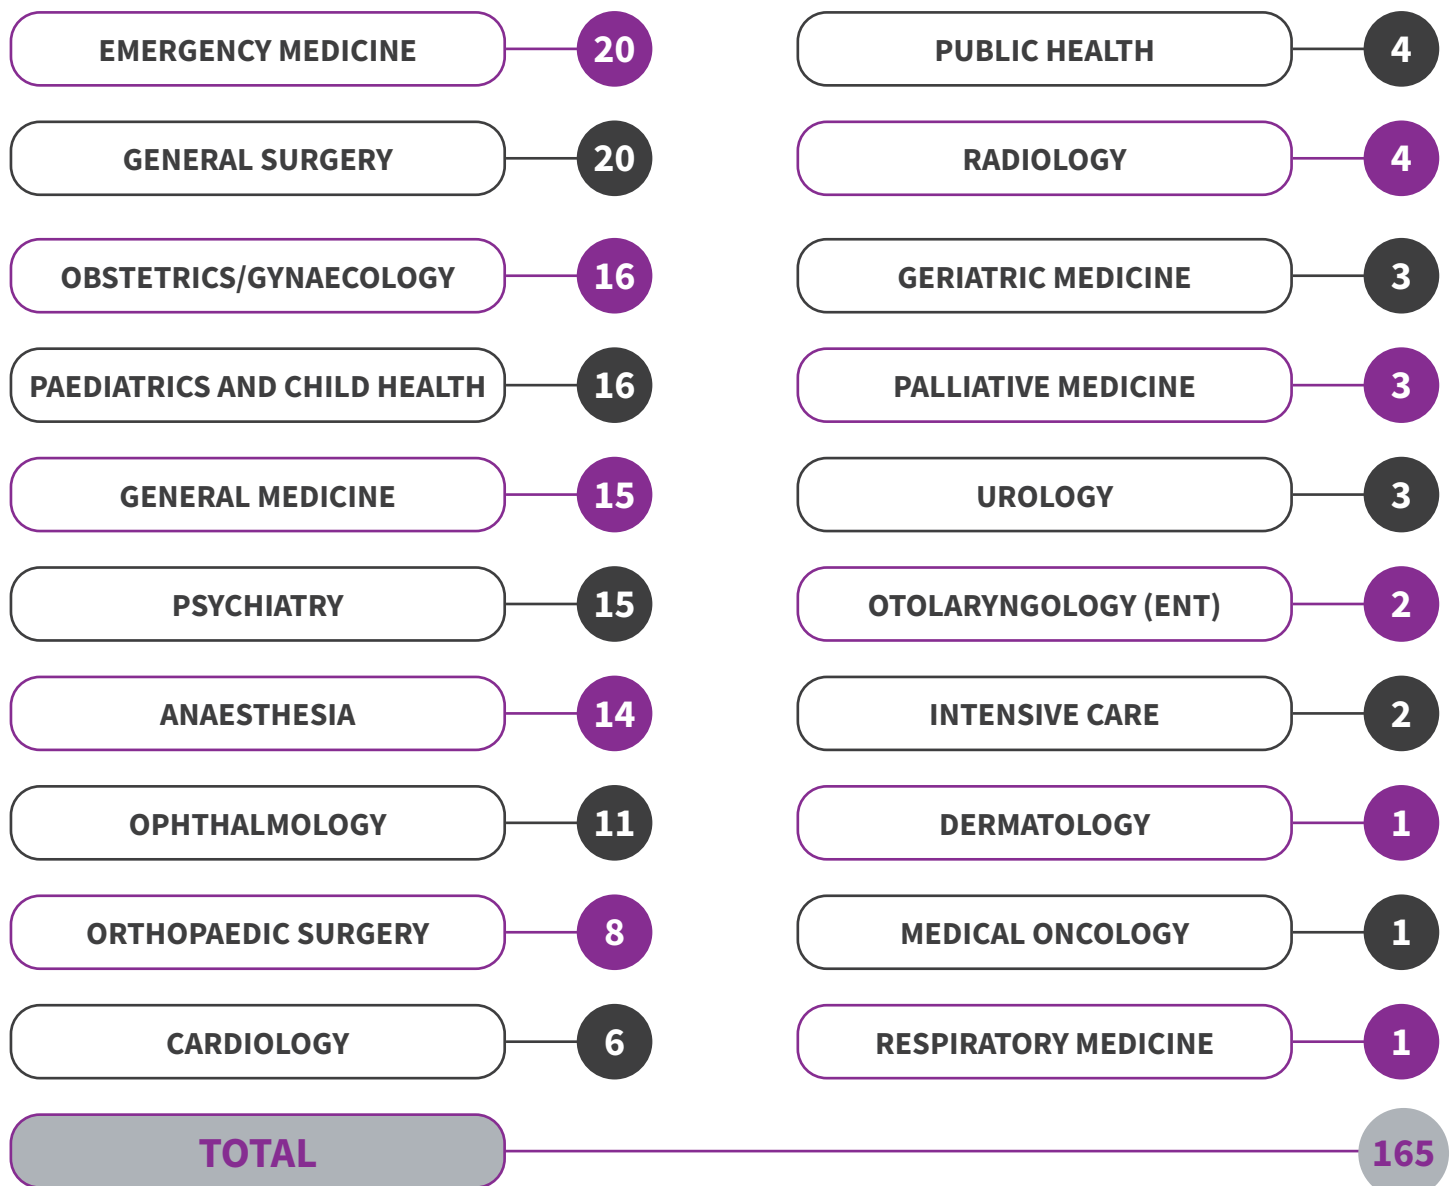 EMERGENCY MEDICINE 20
GENERAL SURGERY 20
OBSTETRICS/GYNAECOLOGY 16
PAEDIATRICS AND CHILD HEALTH 16
GENERAL MEDICINE 15
PSYCHIATRY 15
ANAESTHESIA 14
OPHTHALMOLOGY 11
ORTHOPAEDIC SURGERY 8
CARDIOLOGY 6
PUBLIC HEALTH 4
RADIOLOGY 4
GERIATRIC MEDICINE 3
PALLIATIVE MEDICINE 3
UROLOGY 3
OTOLARYNGOLOGY (ENT) 2
INTENSIVE CARE 2
DERMATOLOGY 1
MEDICAL ONCOLOGY 1
RESPIRATORY MEDICINE 1
TOTAL 165